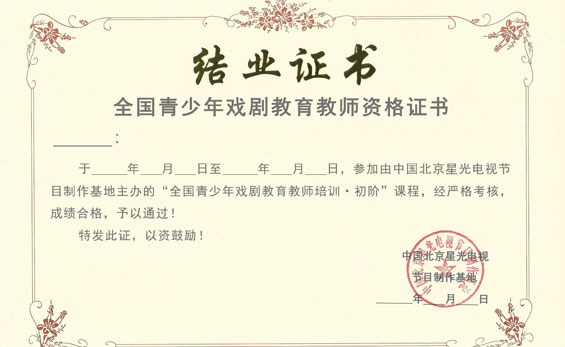 结业证书
全国青少年戏剧教育教师资格证书
______：
于______年___月___日至______年___月___日，参加由中国北京星光电视节
目制作基地主办的“全国青少年戏剧教育教师培训·初阶”课程，经严格考核，
成绩合格，予以通过！
特发此证，以资鼓励！
中国北京星光电视
节目制作基地
______年___月___日